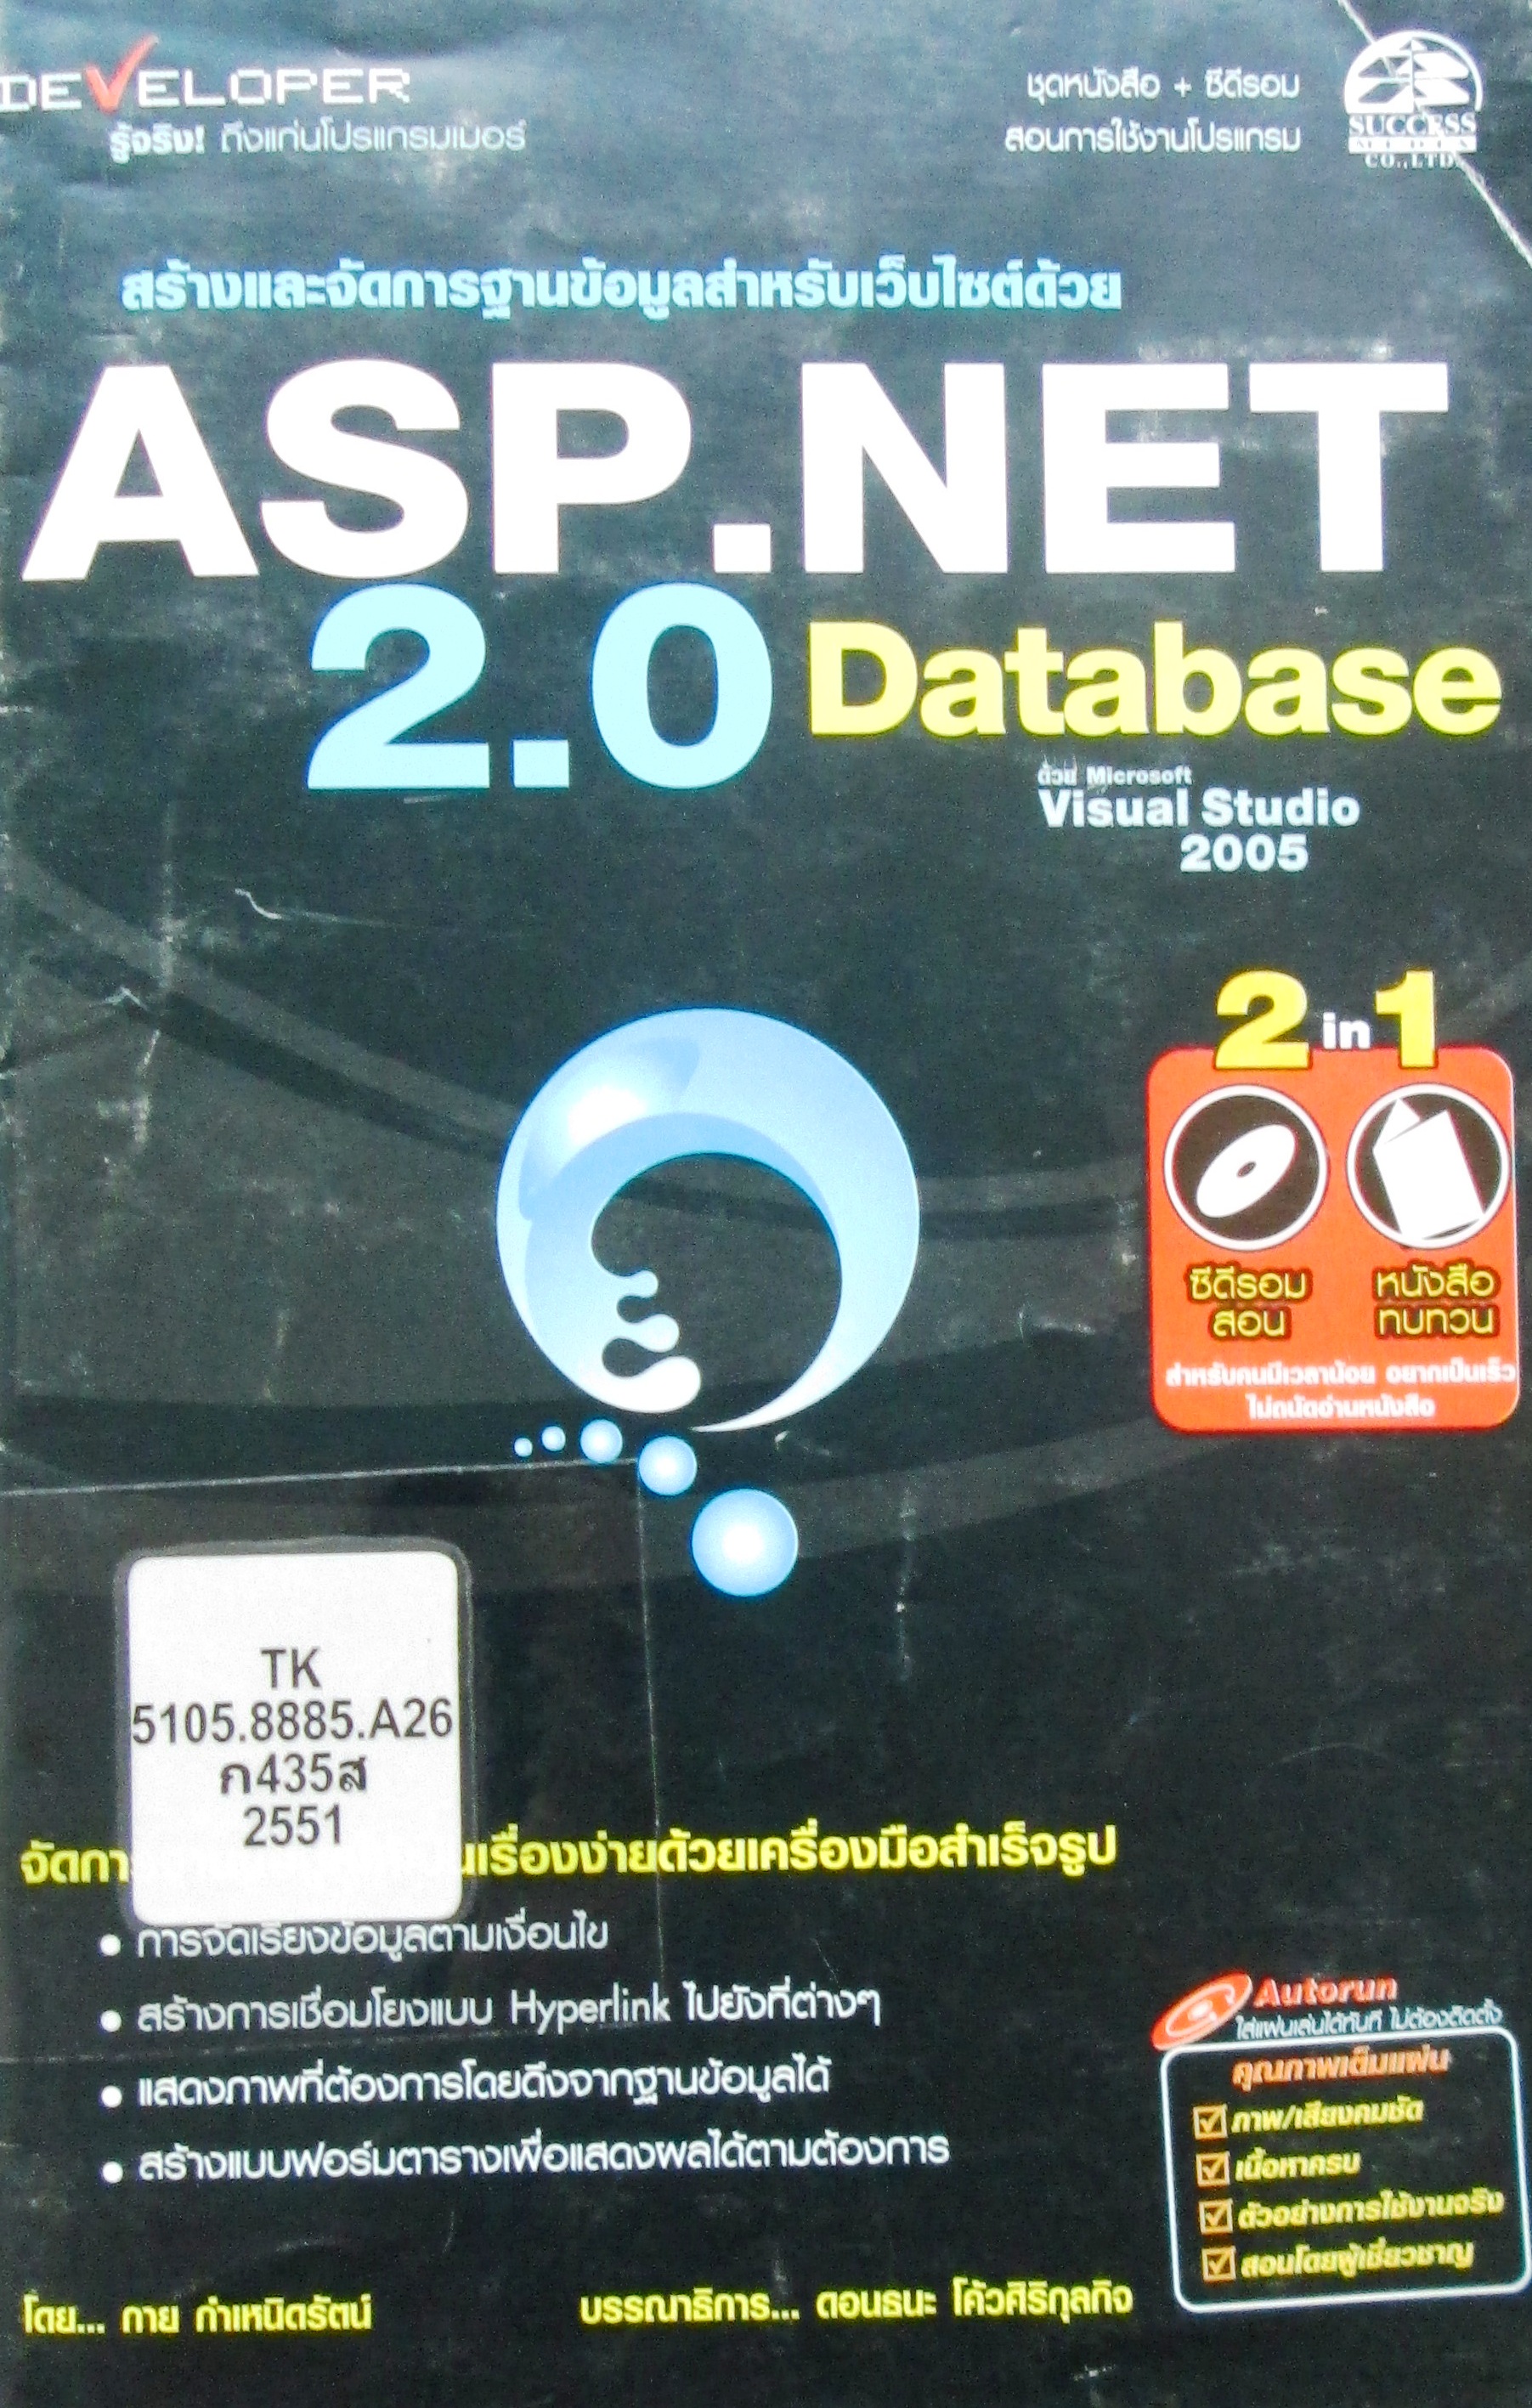 DEVELOPER
รู้จริง! ถึงแก่นโปรแกรมเมอร์
ชุดหนังสือ + ซีดีรอม
สอนการใช้งานโปรแกรม
SUCCESS
MEDIA
CO.,LTD.
สร้างและจัดการฐานข้อมูลสำหรับเว็บไซต์ด้วย
ASP.NET
2.0 Database
ด้วย Microsoft
Visual Studio
2005
2 in 1
ซีดีรอม
สอน
หนังสือ
ทบทวน
สำหรับคนมีเวลาน้อย อยากเป็นเร็ว
ไม่ถนัดอ่านหนังสือ
TK
5105.8885.A26
ก435ส
2551
จัดกา
นเรื่องง่ายด้วยเครื่องมือสำเร็จรูป
• การจัดเรียงข้อมูลตามเงื่อนไข
• สร้างการเชื่อมโยงแบบ Hyperlink ไปยังที่ต่างๆ
• แสดงภาพที่ต้องการโดยดึงจากฐานข้อมูลได้
• สร้างแบบฟอร์มตารางเพื่อแสดงผลได้ตามต้องการ
Autorun
ใส่แผ่นเล่นได้ทันที ไม่ต้องติดตั้ง
คุณภาพเต็มแผ่น
ภาพ/เสียงคมชัด
เนื้อหาครบ
ตัวอย่างการใช้งานจริง
สอนโดยผู้เชี่ยวชาญ
โดย... กาย กำเหนิดรัตน์
บรรณาธิการ... ดอนธนะ โค้วศิริกุลกิจ